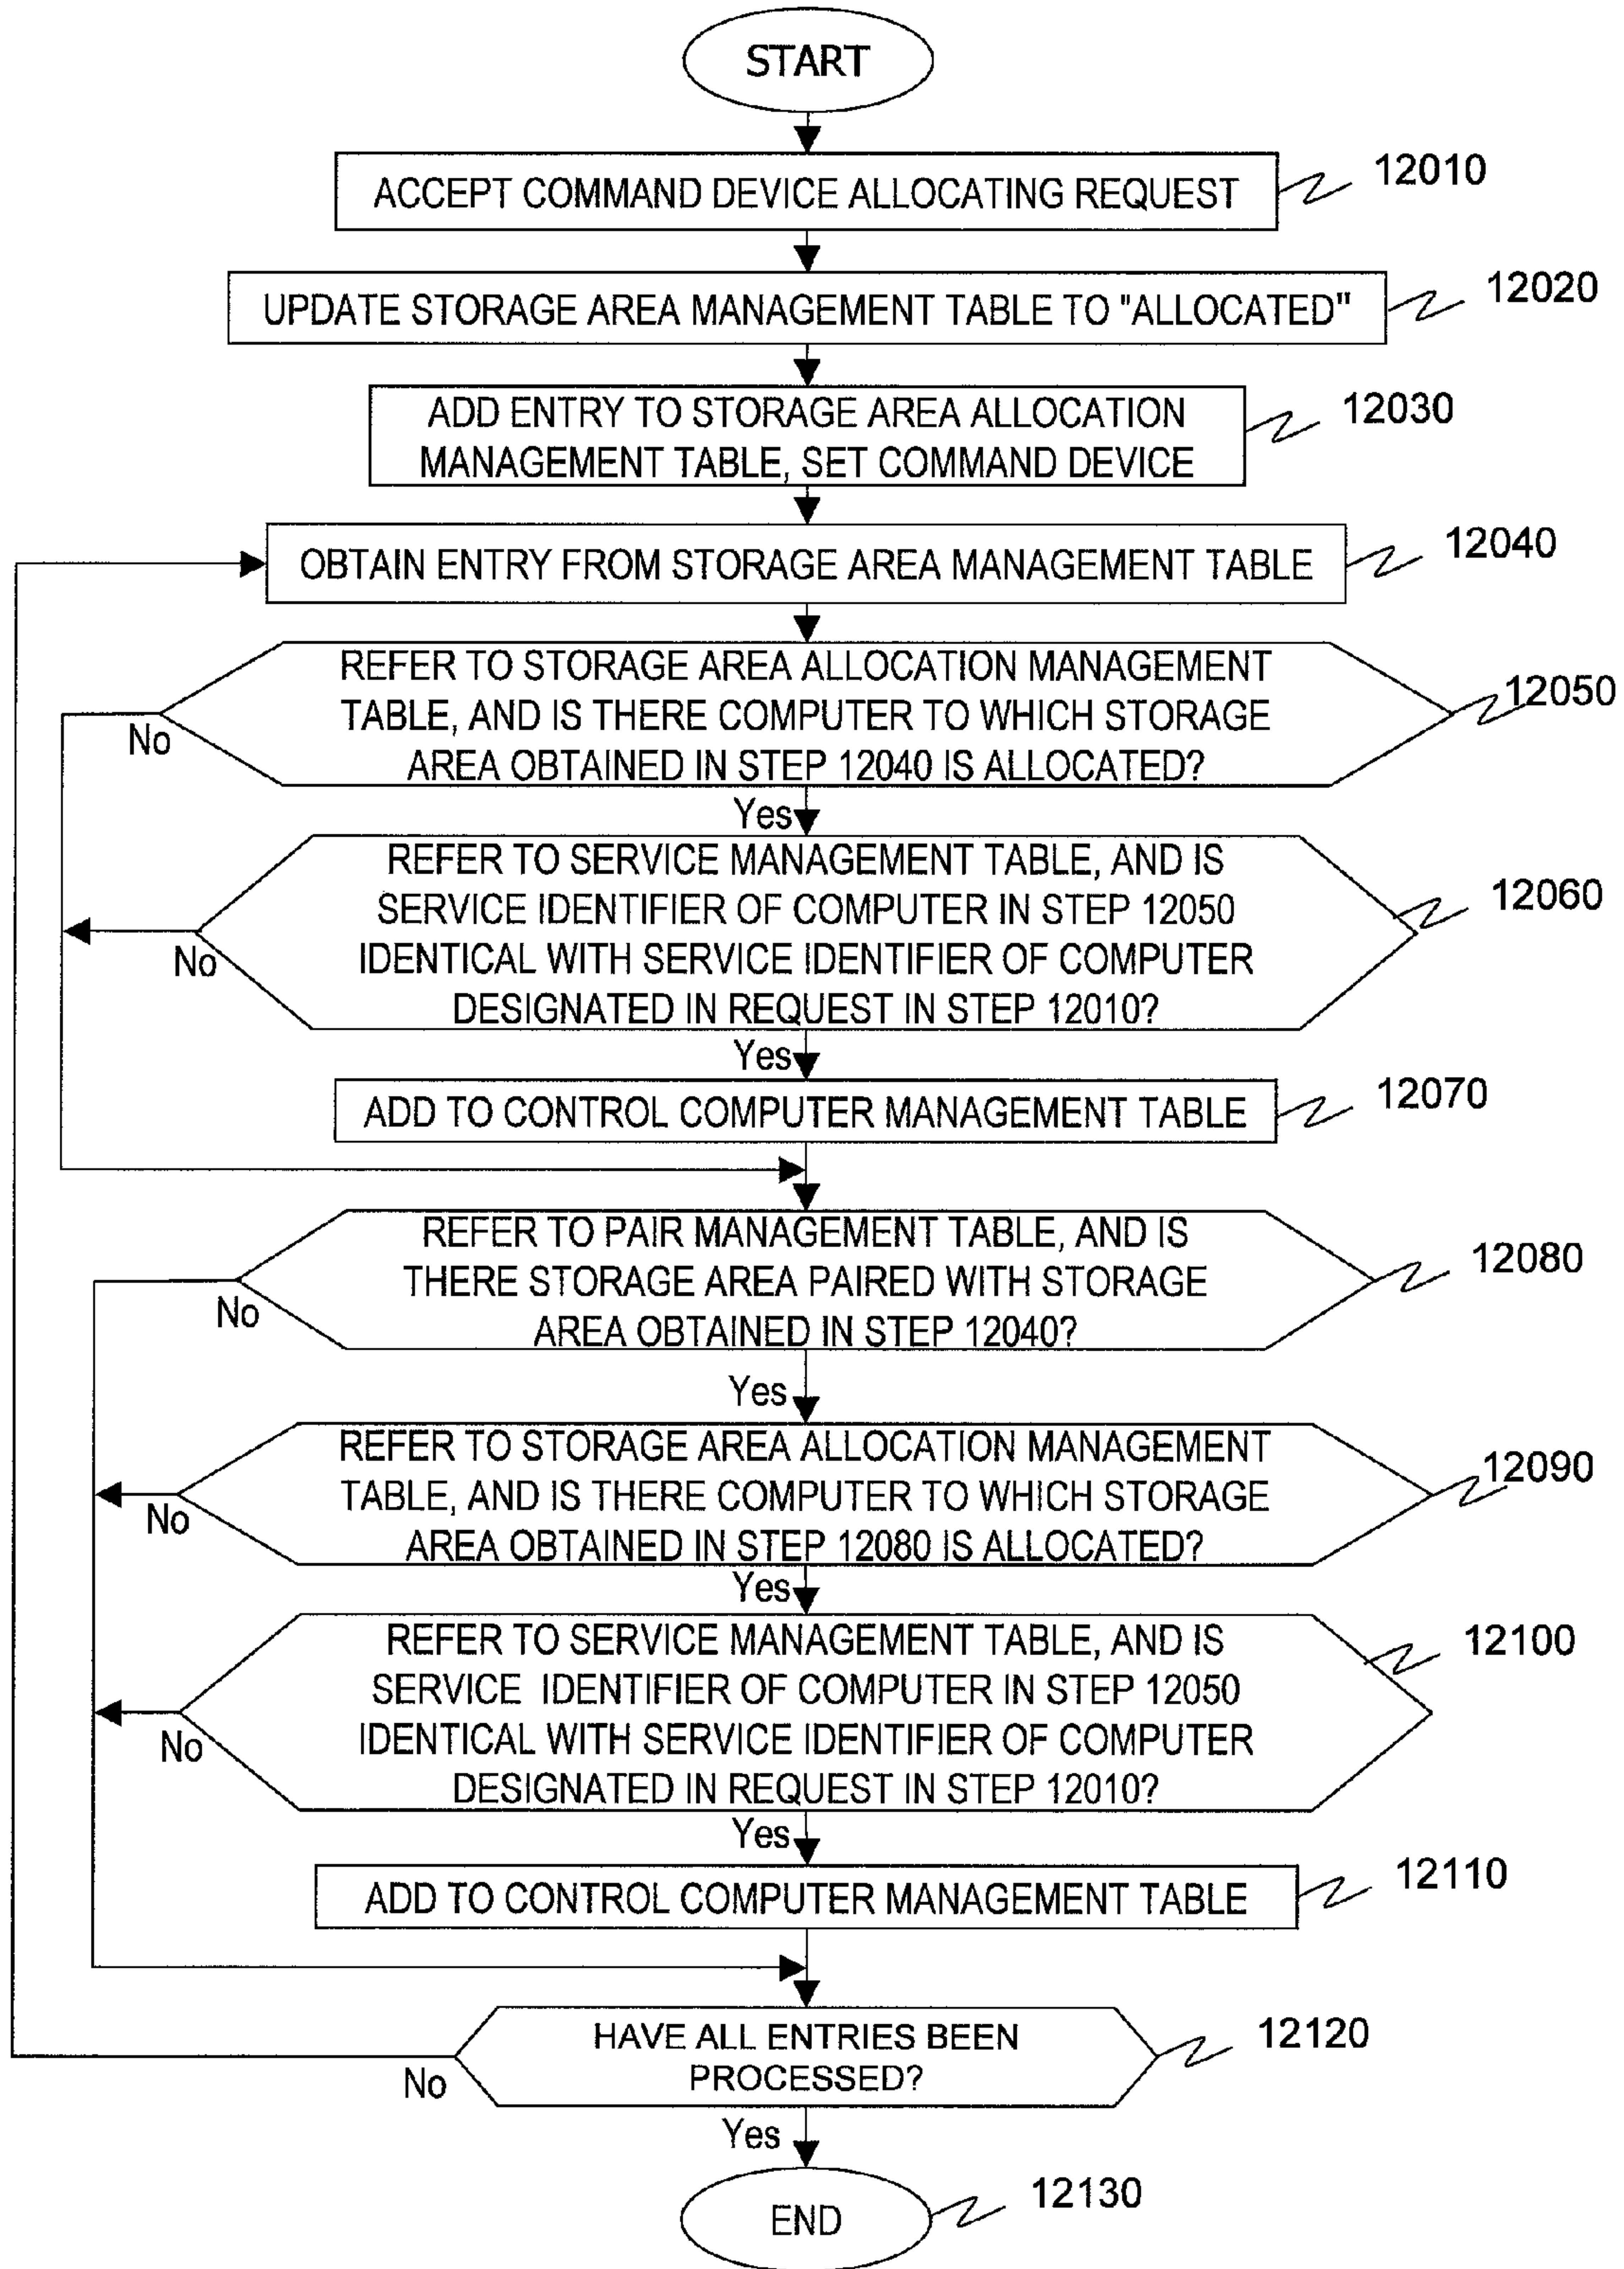 START
ACCEPT COMMAND DEVICE ALLOCATING REQUEST
12010
UPDATE STORAGE AREA MANAGEMENT TABLE TO "ALLOCATED"
12020
ADD ENTRY TO STORAGE AREA ALLOCATION
MANAGEMENT TABLE, SET COMMAND DEVICE
12030
OBTAIN ENTRY FROM STORAGE AREA MANAGEMENT TABLE
12040
REFER TO STORAGE AREA ALLOCATION MANAGEMENT
TABLE, AND IS THERE COMPUTER TO WHICH STORAGE
AREA OBTAINED IN STEP 12040 IS ALLOCATED?
12050
No
Yes
REFER TO SERVICE MANAGEMENT TABLE, AND IS
SERVICE IDENTIFIER OF COMPUTER IN STEP 12050
IDENTICAL WITH SERVICE IDENTIFIER OF COMPUTER
DESIGNATED IN REQUEST IN STEP 12010?
12060
No
Yes
ADD TO CONTROL COMPUTER MANAGEMENT TABLE
12070
REFER TO PAIR MANAGEMENT TABLE, AND IS
THERE STORAGE AREA PAIRED WITH STORAGE
AREA OBTAINED IN STEP 12040?
12080
No
Yes
REFER TO STORAGE AREA ALLOCATION MANAGEMENT
TABLE, AND IS THERE COMPUTER TO WHICH STORAGE
AREA OBTAINED IN STEP 12080 IS ALLOCATED?
12090
No
Yes
REFER TO SERVICE MANAGEMENT TABLE, AND IS
SERVICE IDENTIFIER OF COMPUTER IN STEP 12050
IDENTICAL WITH SERVICE IDENTIFIER OF COMPUTER
DESIGNATED IN REQUEST IN STEP 12010?
12100
No
Yes
ADD TO CONTROL COMPUTER MANAGEMENT TABLE
12110
HAVE ALL ENTRIES BEEN
PROCESSED?
12120
No
Yes
END
12130